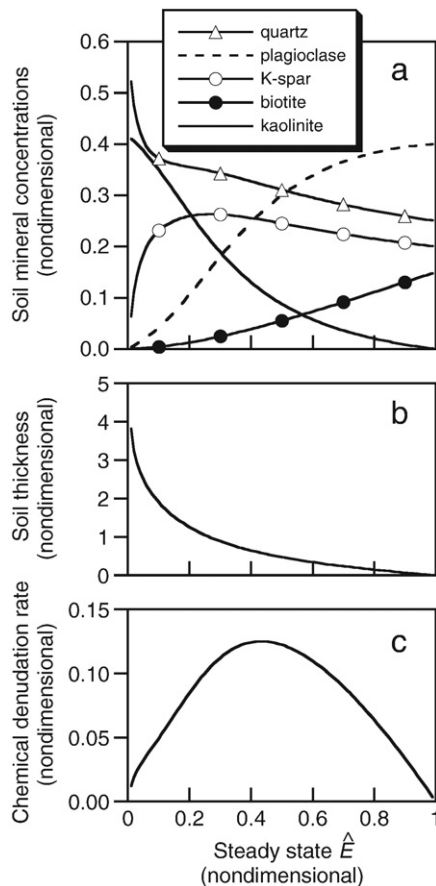 quartz
plagioclase
K-spar
biotite
kaolinite
a
Soil mineral concentrations
(nondimensional)
0.6
0.5
0.4
0.3
0.2
0.1
0.0
b
Soil thickness
(nondimensional)
5
4
3
2
1
0
c
Chemical denudation rate
(nondimensional)
0.15
0.10
0.05
0.00
0 0.2 0.4 0.6 0.8 1
Steady state Ê
(nondimensional)